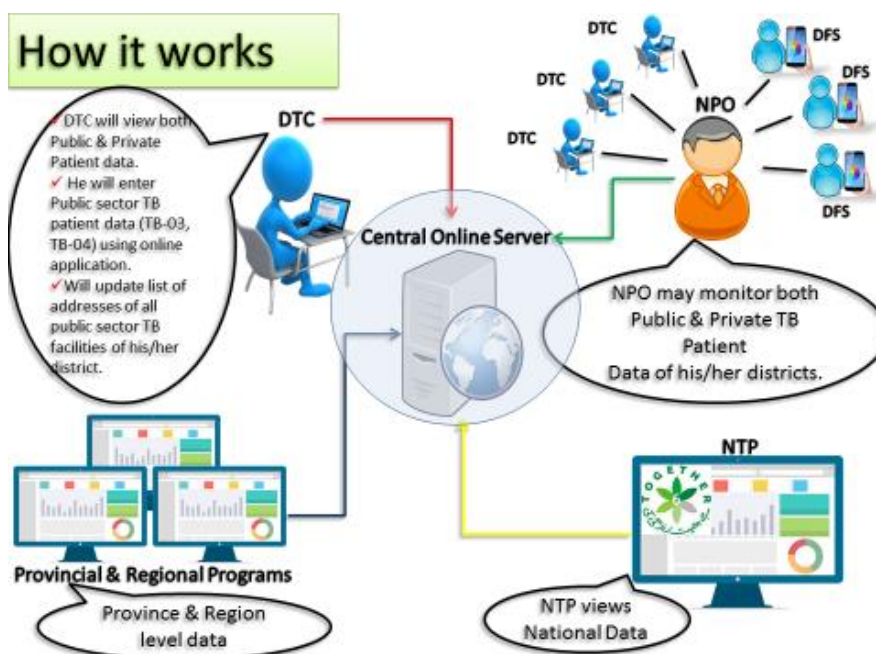 How it works
✓ DTC will view both
Public & Private
Patient data.
✓ He will enter
Public sector TB
patient data (TB-03,
TB-04) using online
application.
✓Will update list of
addresses of all
public sector TB
facilities of his/her
district.
DTC
DTC
DTC
DTC
NPO
DFS
DFS
DFS
Central Online Server
NPO may monitor both
Public & Private TB
Patient
Data of his/her districts.
Provincial & Regional Programs
Province & Region
level data
NTP
TOGETHER
NTP views
National Data